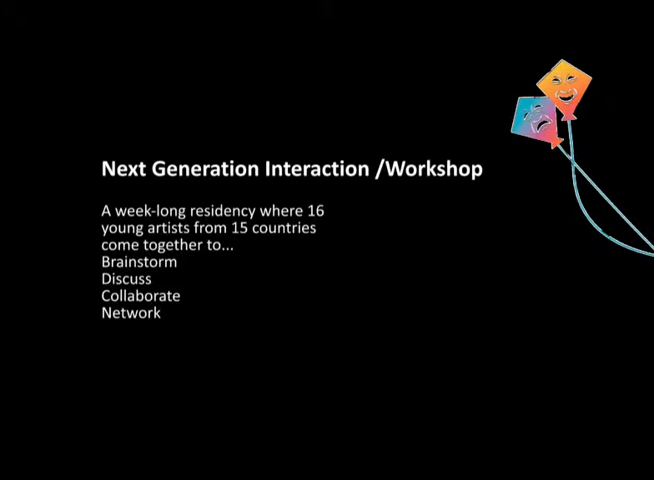 Next Generation Interaction /Workshop
A week-long residency where 16
young artists from 15 countries
come together to...
Brainstorm
Discuss
Collaborate
Network